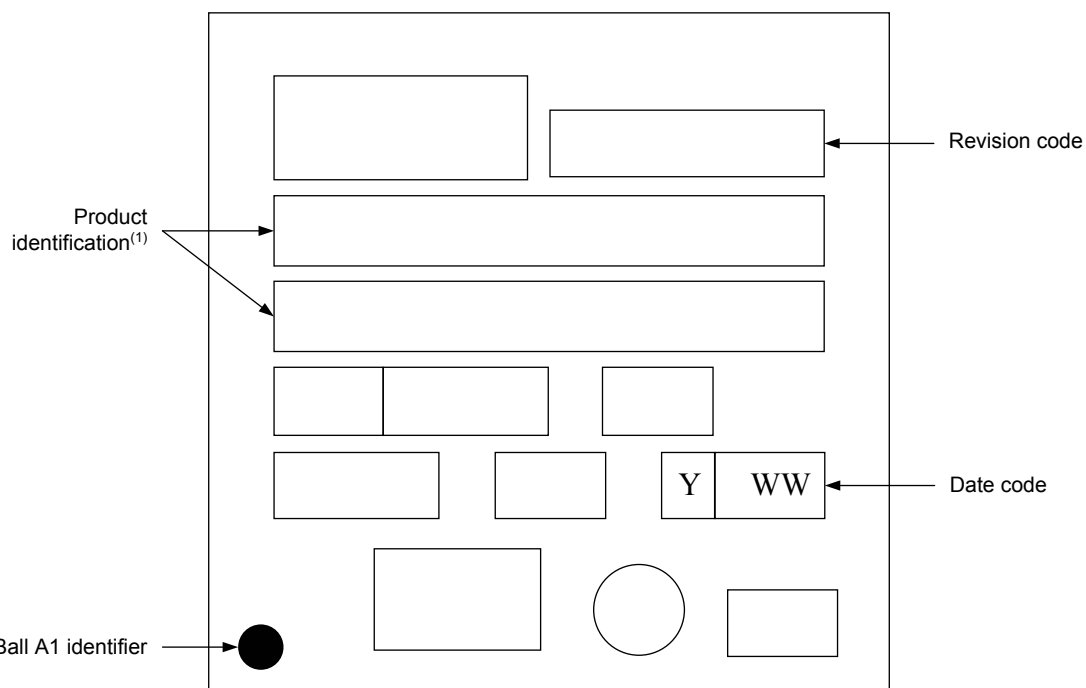 Revision code
Product
identification(1)
Y WW
Date code
Ball A1 identifier